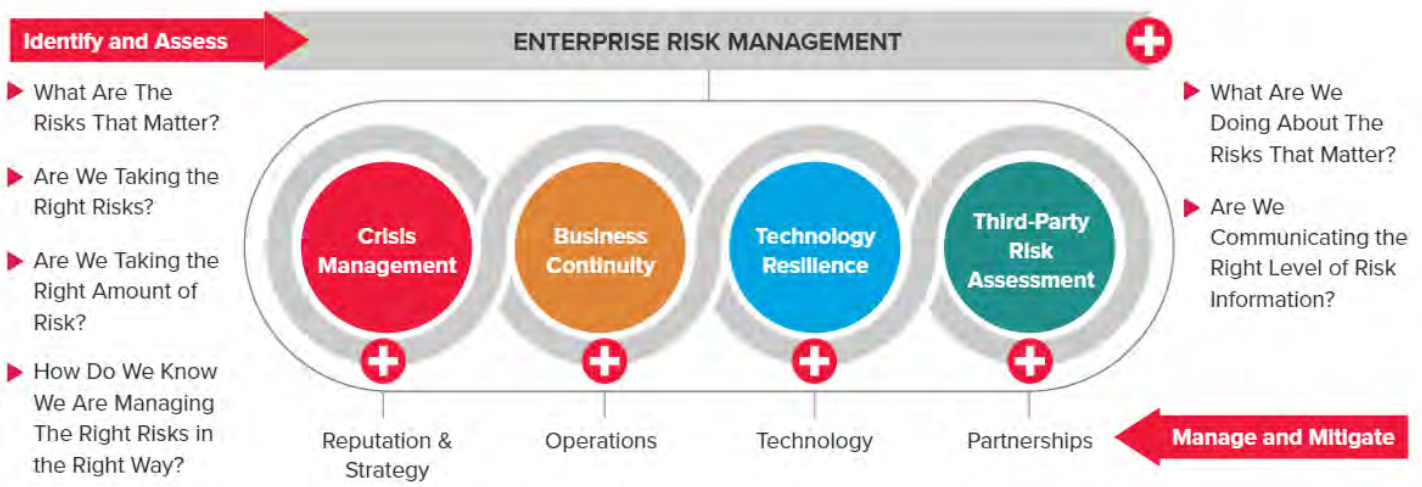 Identify and Assess
ENTERPRISE RISK MANAGEMENT
What Are The
Risks That Matter?
Are We Taking the
Right Risks?
Are We Taking the
Right Amount of
Risk?
How Do We Know
We Are Managing
The Right Risks in
the Right Way?
Crisis
Management
Business
Continuity
Technology
Resilience
Third-Party
Risk
Assessment
Reputation &
Strategy
Operations
Technology
Partnerships
What Are We
Doing About The
Risks That Matter?
Are We
Communicating the
Right Level of Risk
Information?
Manage and Mitigate